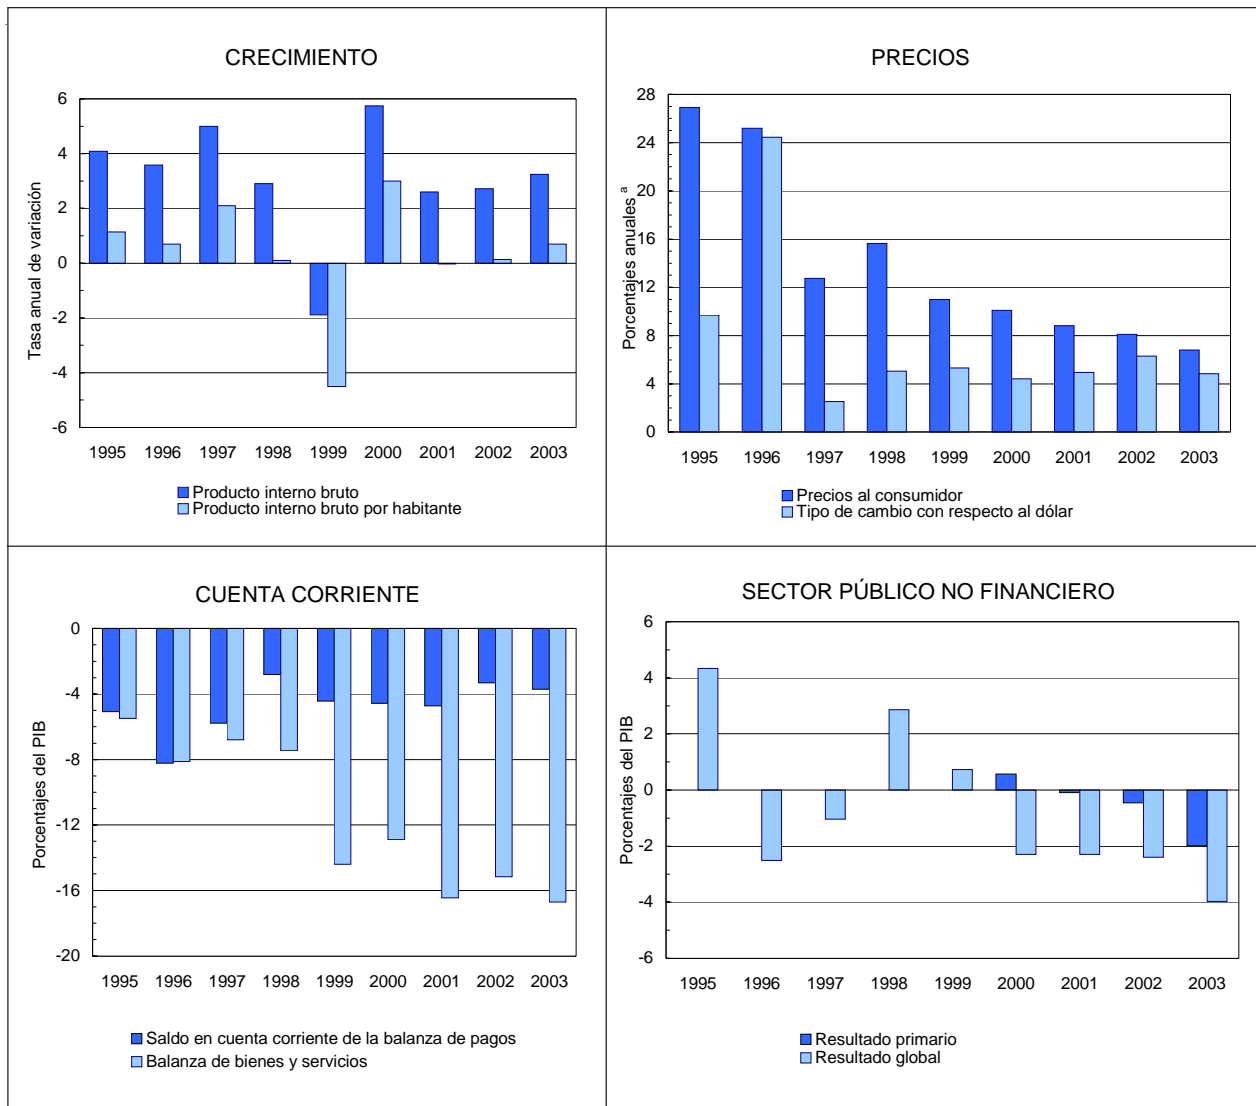 CRECIMIENTO
Tasa anual de variación
6
4
2
0
-2
-4
-6
1995 1996 1997 1998 1999 2000 2001 2002 2003
Producto interno bruto
Producto interno bruto por habitante
PRECIOS
Porcentajes anuales ª
28
24
20
16
12
8
4
0
1995 1996 1997 1998 1999 2000 2001 2002 2003
Precios al consumidor
Tipo de cambio con respecto al dólar
CUENTA CORRIENTE
Porcentajes del PIB
0
-4
-8
-12
-16
-20
1995 1996 1997 1998 1999 2000 2001 2002 2003
Saldo en cuenta corriente de la balanza de pagos
Balanza de bienes y servicios
SECTOR PÚBLICO NO FINANCIERO
Porcentajes del PIB
6
4
2
0
-2
-4
-6
1995 1996 1997 1998 1999 2000 2001 2002 2003
Resultado primario
Resultado global